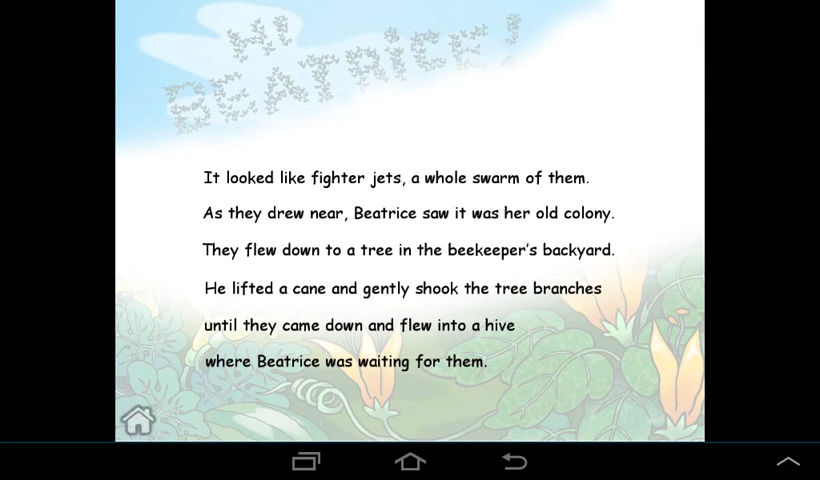 HI
BEATRICE!
It looked like fighter jets, a whole swarm of them.
As they drew near, Beatrice saw it was her old colony.
They flew down to a tree in the beekeeper's backyard.
He lifted a cane and gently shook the tree branches
until they came down and flew into a hive
where Beatrice was waiting for them.